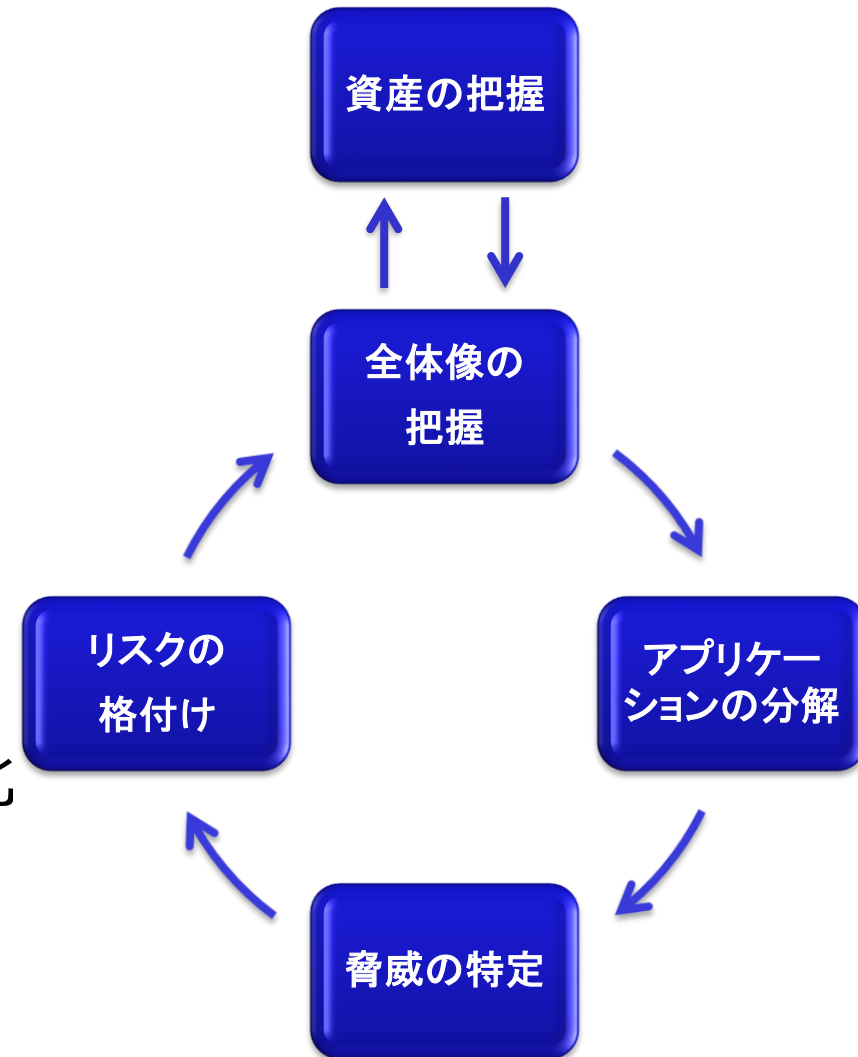 資産の把握
全体像の
把握
リスクの
格付け
アプリケー
ションの分解
脅威の特定